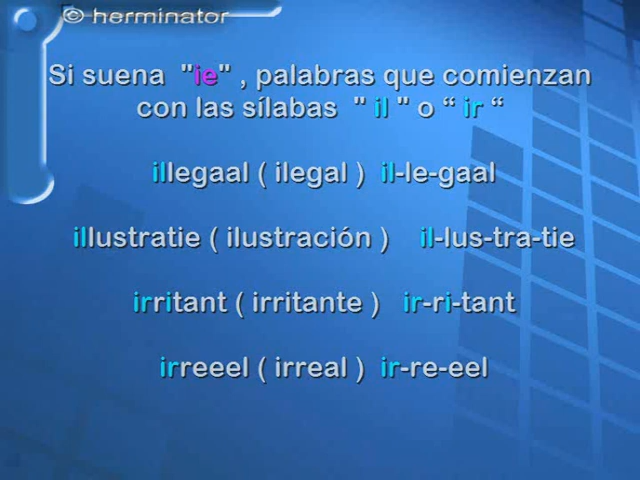 © herminator
Si suena "ie" , palabras que comienzan
con las sílabas " il " o “ ir “
illegaal ( ilegal ) il-le-gaal
illustratie ( ilustración ) il-lus-tra-tie
irritant ( irritante ) ir-ri-tant
irreeel ( irreal ) ir-re-eel